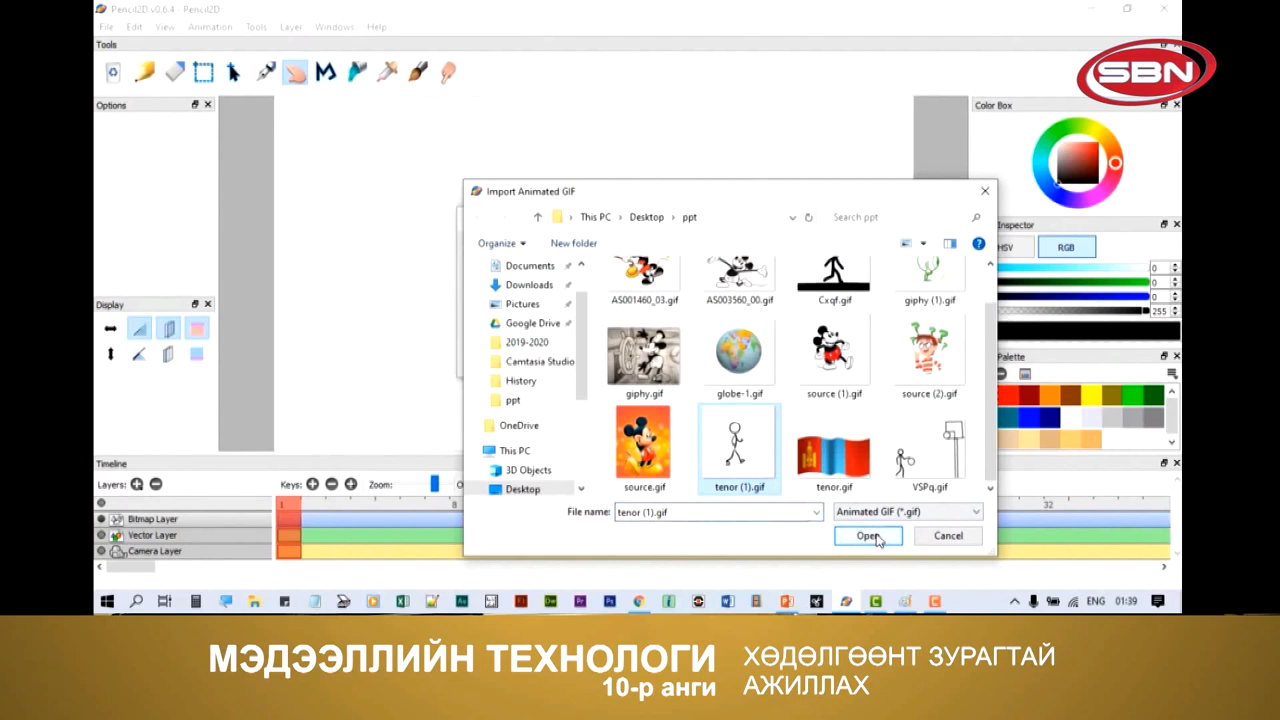 Pencil2D v0.6.4 - Pencil2D
File Edit View Animation Tools Layer Windows Help
Tools
SBN
Options
Color Box
Import Animated GIF
This PC › Desktop › ppt
Search ppt
Organize
New folder
Inspector
HSV
RGB
0
0
0
255
Documents
Downloads
Pictures
Google Drive
2019-2020
Camtasia Studio
History
ppt
OneDrive
This PC
3D Objects
Desktop
AS001460_03.gif
AS003560_00.gif
Cxqf.gif
giphy (1).gif
giphy.gif
globe-1.gif
source (1).gif
source (2).gif
source.gif
tenor (1).gif
tenor.gif
VSPq.gif
Display
Palette
File name:
tenor (1).gif
Animated GIF (*.gif)
Open
Cancel
Timeline
Layers:
Keys:
Zoom:
1
8
32
Bitmap Layer
Vector Layer
Camera Layer
ENG
01:39
МЭДЭЭЛЛИЙН ТЕХНОЛОГИ
10-р анги
ХӨДӨЛГӨӨНТ ЗУРАГТАЙ
АЖИЛЛАХ